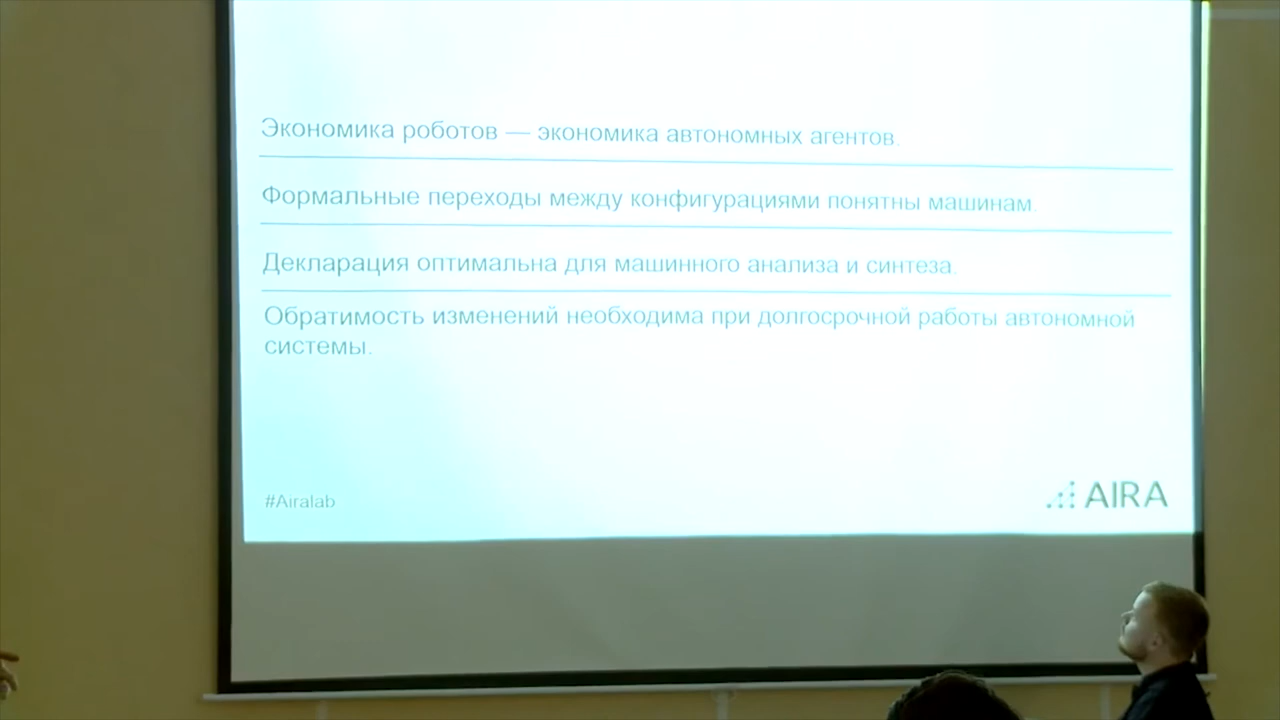 Экономика роботов — экономика автономных агентов.
Формальные переходы между конфигурациями понятны машинам.
Декларация оптимальна для машинного анализа и синтеза.
Обратимость изменений необходима при долгосрочной работы автономной
системы.
#Airalab
AIRA